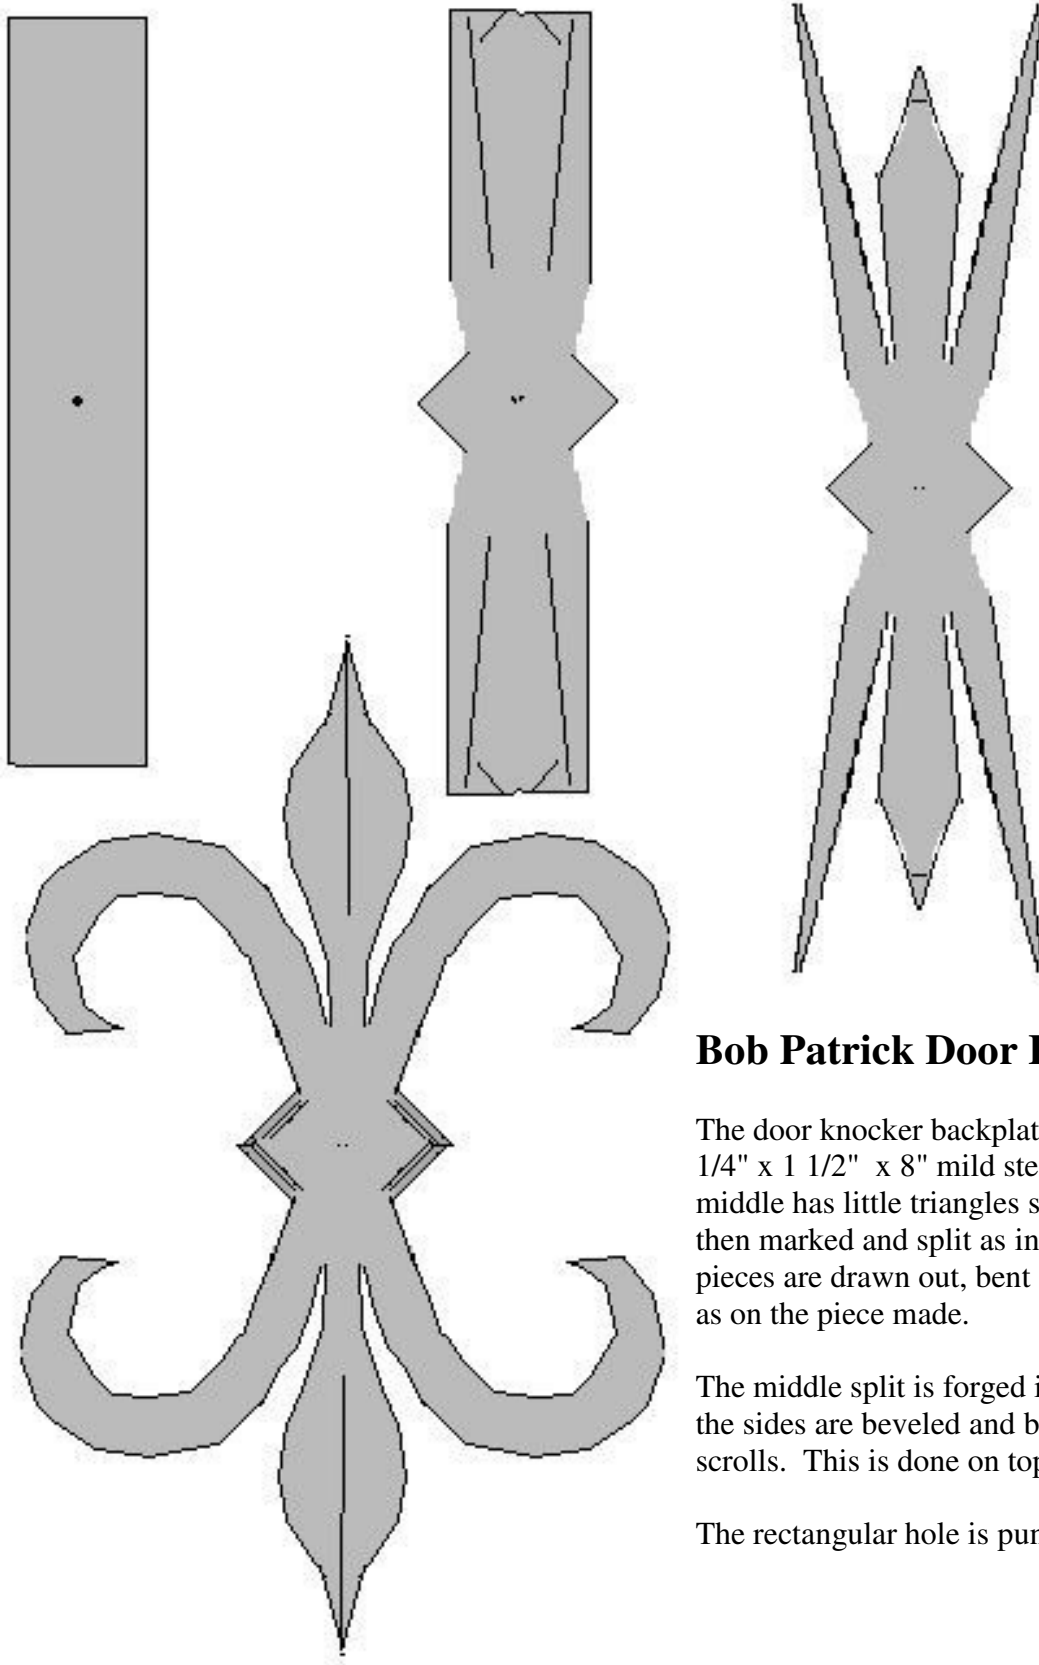 Bob Patrick Door
The door knocker backplat
1/4" x 1 1/2"  x 8" mild ste
middle has little triangles s
then marked and split as in
pieces are drawn out, bent
as on the piece made.
The middle split is forged i
the sides are beveled and b
scrolls.  This is done on top
The rectangular hole is pun